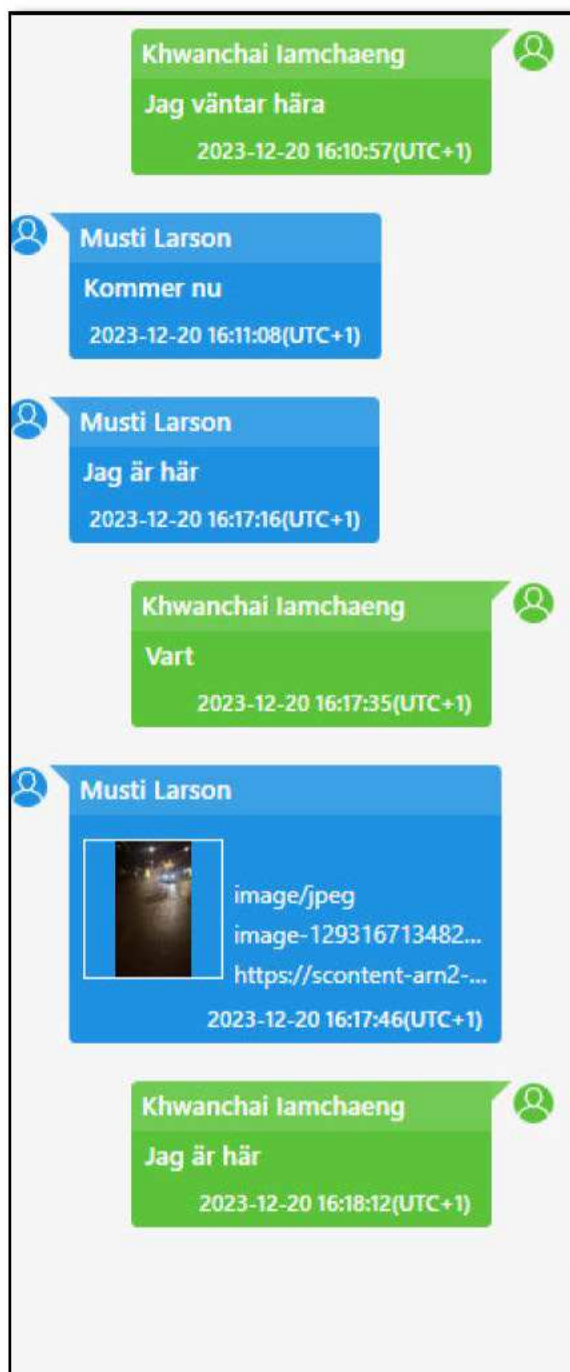 Khwanchai Iamchaeng
Jag väntar hära
2023-12-20 16:10:57(UTC+1)
Musti Larson
Kommer nu
2023-12-20 16:11:08(UTC+1)
Musti Larson
Jag är här
2023-12-20 16:17:16(UTC+1)
Khwanchai Iamchaeng
Vart
2023-12-20 16:17:35(UTC+1)
Musti Larson
image/jpeg
image-129316713482...
https://scontent-arn2-...
2023-12-20 16:17:46(UTC+1)
Khwanchai Iamchaeng
Jag är här
2023-12-20 16:18:12(UTC+1)